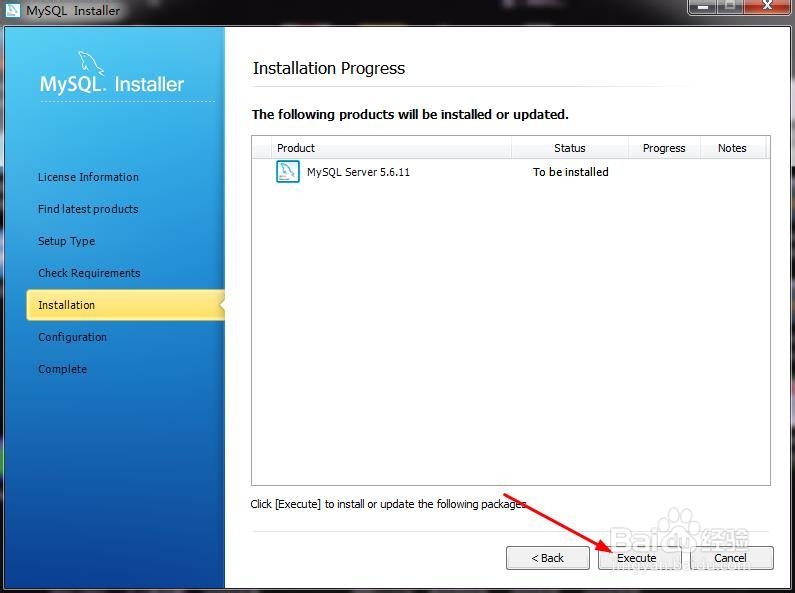 MySQL Installer
MySQL. Installer
License Information
Find latest products
Setup Type
Check Requirements
Installation
Configuration
Complete
Installation Progress
The following products will be installed or updated.
Product Status Progress Notes
MySQL Server 5.6.11 To be installed
Click [Execute] to install or update the following packages.
< Back Execute Cancel
Baidu 经验
jingyan.baidu.com